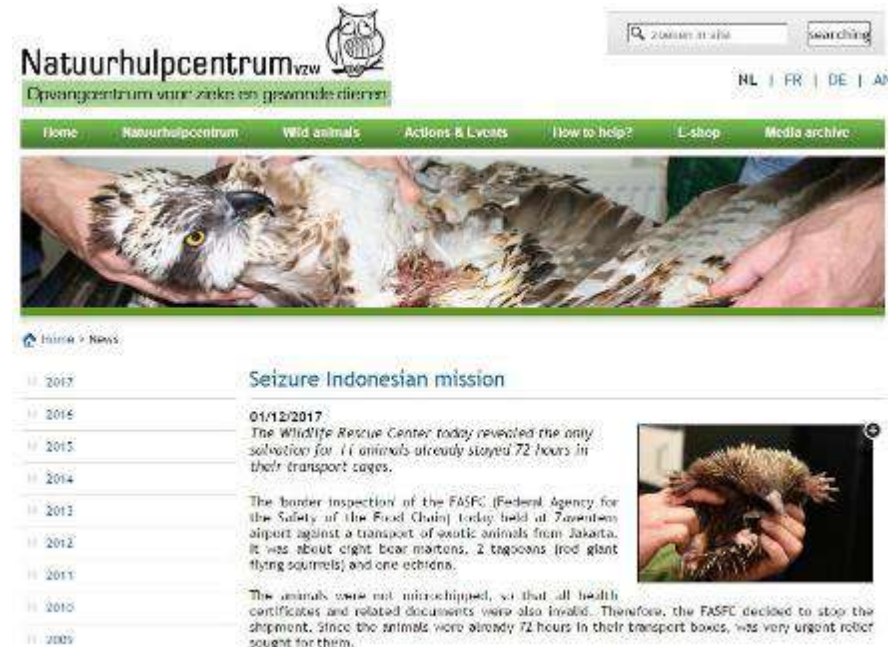 Natuurhulpcentrum vzw
Opvangcentrum voor zieke en gewonde dieren
zoeken in site
searching
NL | FR | DE | AN
Home Natuurhulpcentrum Wild animals Actions & Events How to help? E-shop Media archive
Home > News
2017
2016
2015
2014
2013
2012
2011
2010
2009
Seizure Indonesian mission
01/12/2017
The Wildlife Rescue Center today revealed the only
salvation for 11 animals already stayed 72 hours in
their transport cages.
The 'border inspection' of the FASFC (Federal Agency for
the Safety of the Food Chain) today held at Zaventem
airport against a transport of exotic animals from Jakarta.
It was about eight bear martens, 2 taguans (red giant
flying squirrels) and one echidna.
The animals were not microchipped, so that all health
certificates and related documents were also invalid. Therefore, the FASFC decided to stop the
shipment. Since the animals were already 72 hours in their transport boxes, was very urgent relief
sought for them.